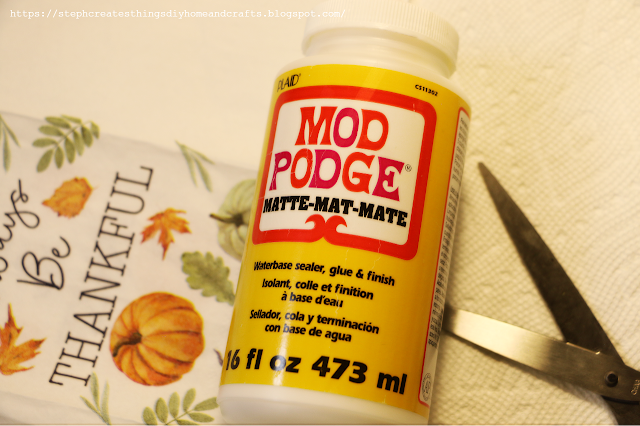 https://stephcreatesthingsdiyhomeandcrafts.blogspot.com/
PLAID®
CS11302
MOD
PODGE®
MATTE-MAT-MATE
Waterbase sealer, glue & finish
Isolant, colle et finition
à base d'eau
Sellador, cola y terminación
con base de agua
16 fl oz 473 ml
Be
THANKFUL